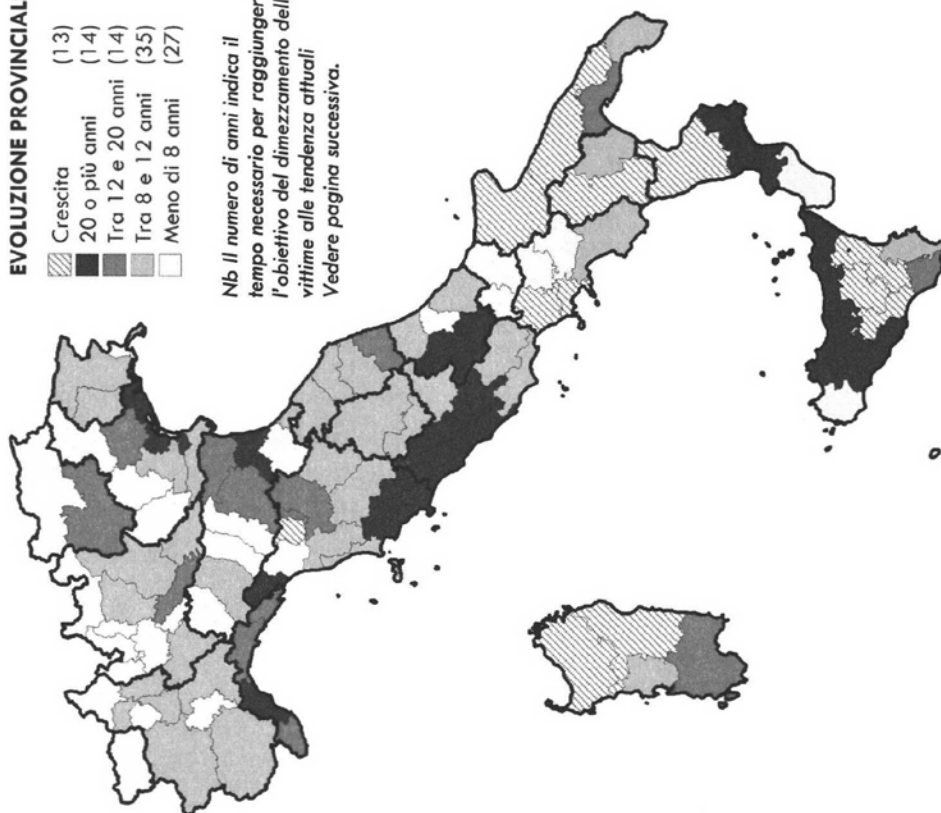 EVOLUZIONE PROVINCIAL
Crescita (13)
20 o più anni (14)
Tra 12 e 20 anni (14)
Tra 8 e 12 anni (35)
Meno di 8 anni (27)
Nb Il numero di anni indica il
tempo necessario per raggiunger
l'obiettivo del dimezzamento dell
vittime alle tendenza attuali
Vedere pagina successiva.